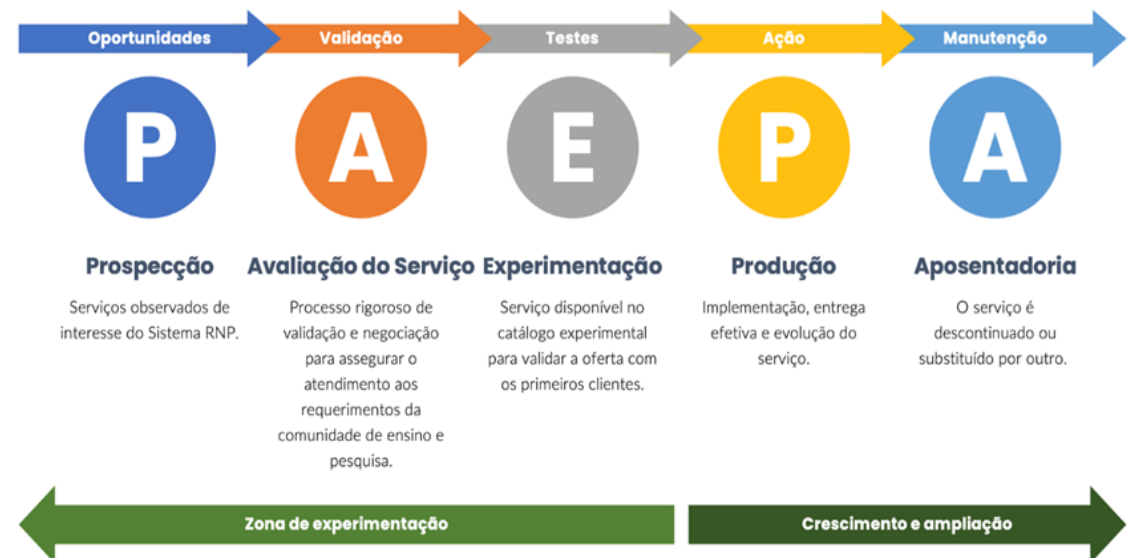 Oportunidades
Validação
Testes
Ação
Manutenção
P
A
E
P
A
Prospecção
Serviços observados de
interesse do Sistema RNP.
Avaliação do Serviço
Processo rigoroso de
validação e negociação
para assegurar o
atendimento aos
requerimentos da
comunidade de ensino e
pesquisa.
Experimentação
Serviço disponível no
catálogo experimental
para validar a oferta com
os primeiros clientes.
Produção
Implementação, entrega
efetiva e evolução do
serviço.
Aposentadoria
O serviço é
descontinuado ou
substituído por outro.
Zona de experimentação
Crescimento e ampliação